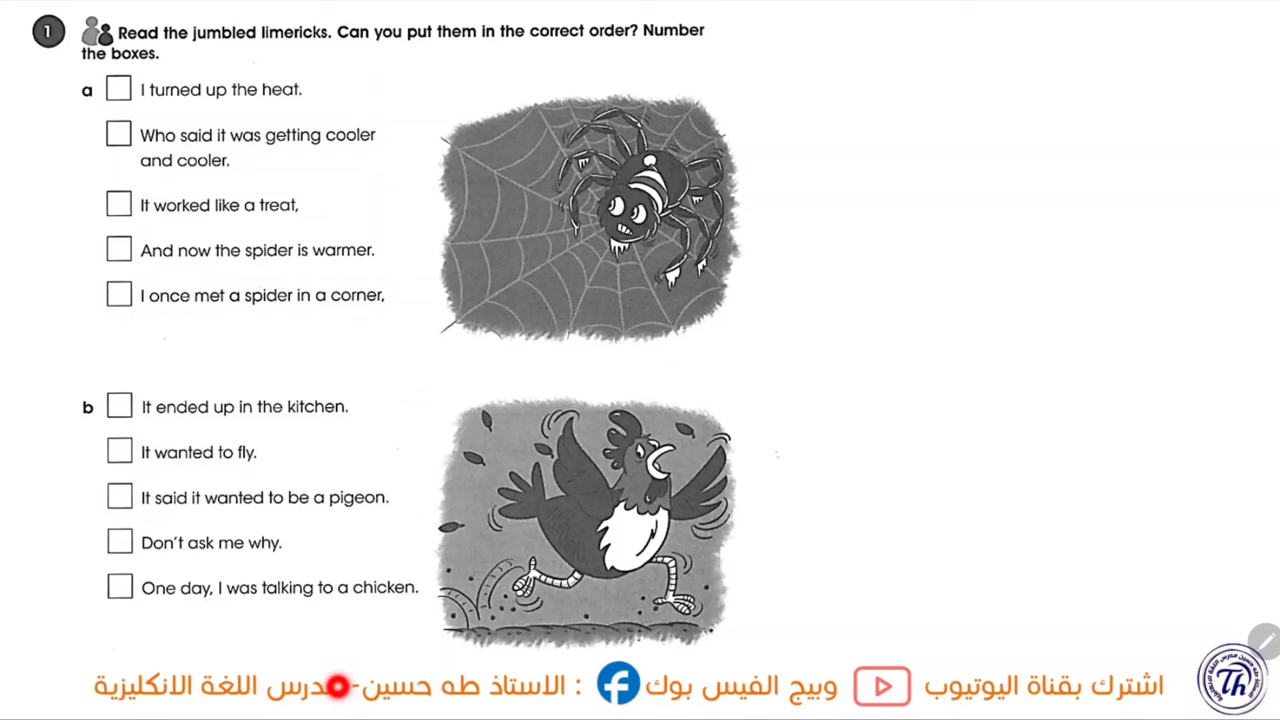 1 Read the jumbled limericks. Can you put them in the correct order? Number
the boxes.
a I turned up the heat.
Who said it was getting cooler
and cooler.
It worked like a treat,
And now the spider is warmer.
I once met a spider in a corner,
b It ended up in the kitchen.
It wanted to fly.
It said it wanted to be a pigeon.
Don't ask me why.
One day, I was talking to a chicken.
اشترك بقناة اليوتيوب وبيج الفيس بوك : الاستاذ طه حسين-مدرس اللغة الانكليزية
Th